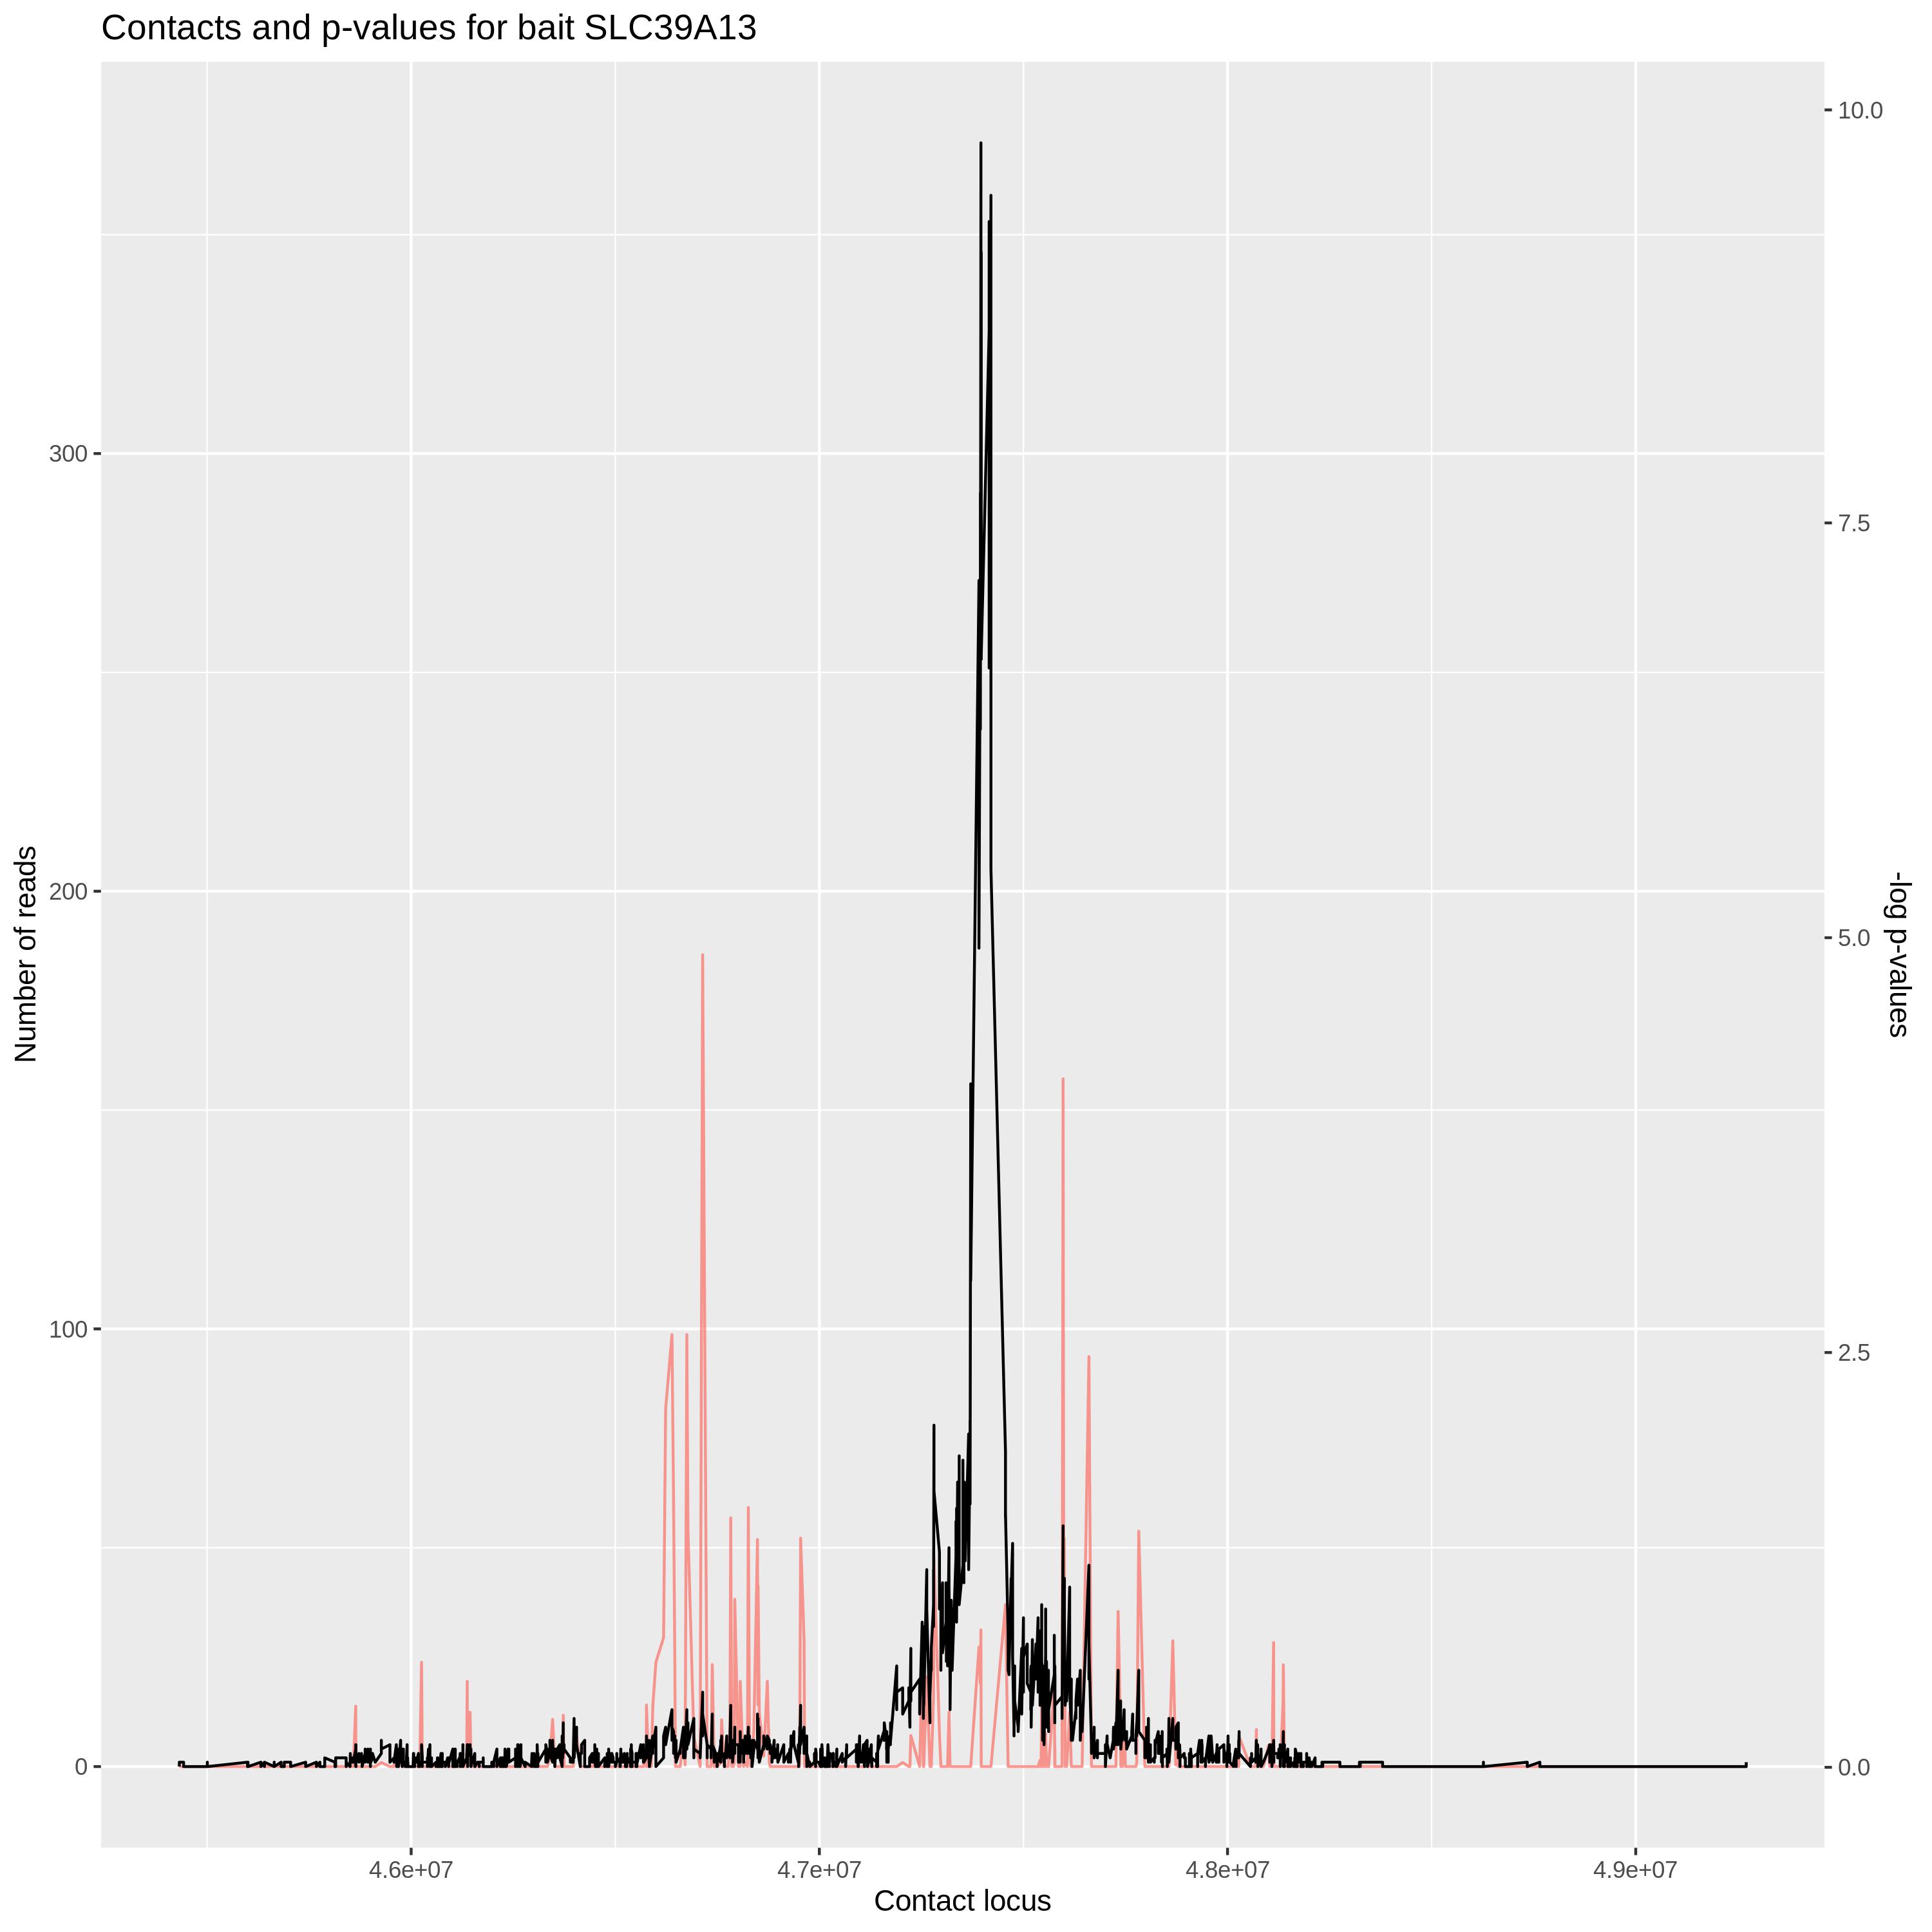 Contacts and p-values for bait SLC39A13
Number of reads
300
200
100
0
10.0
7.5
5.0
2.5
0.0
-log p-values
4.6e+07
4.7e+07
4.8e+07
4.9e+07
Contact locus